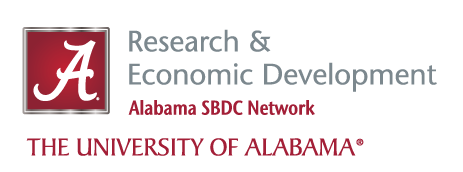 A
Research &
Economic Development
Alabama SBDC Network
THE UNIVERSITY OF ALABAMA®